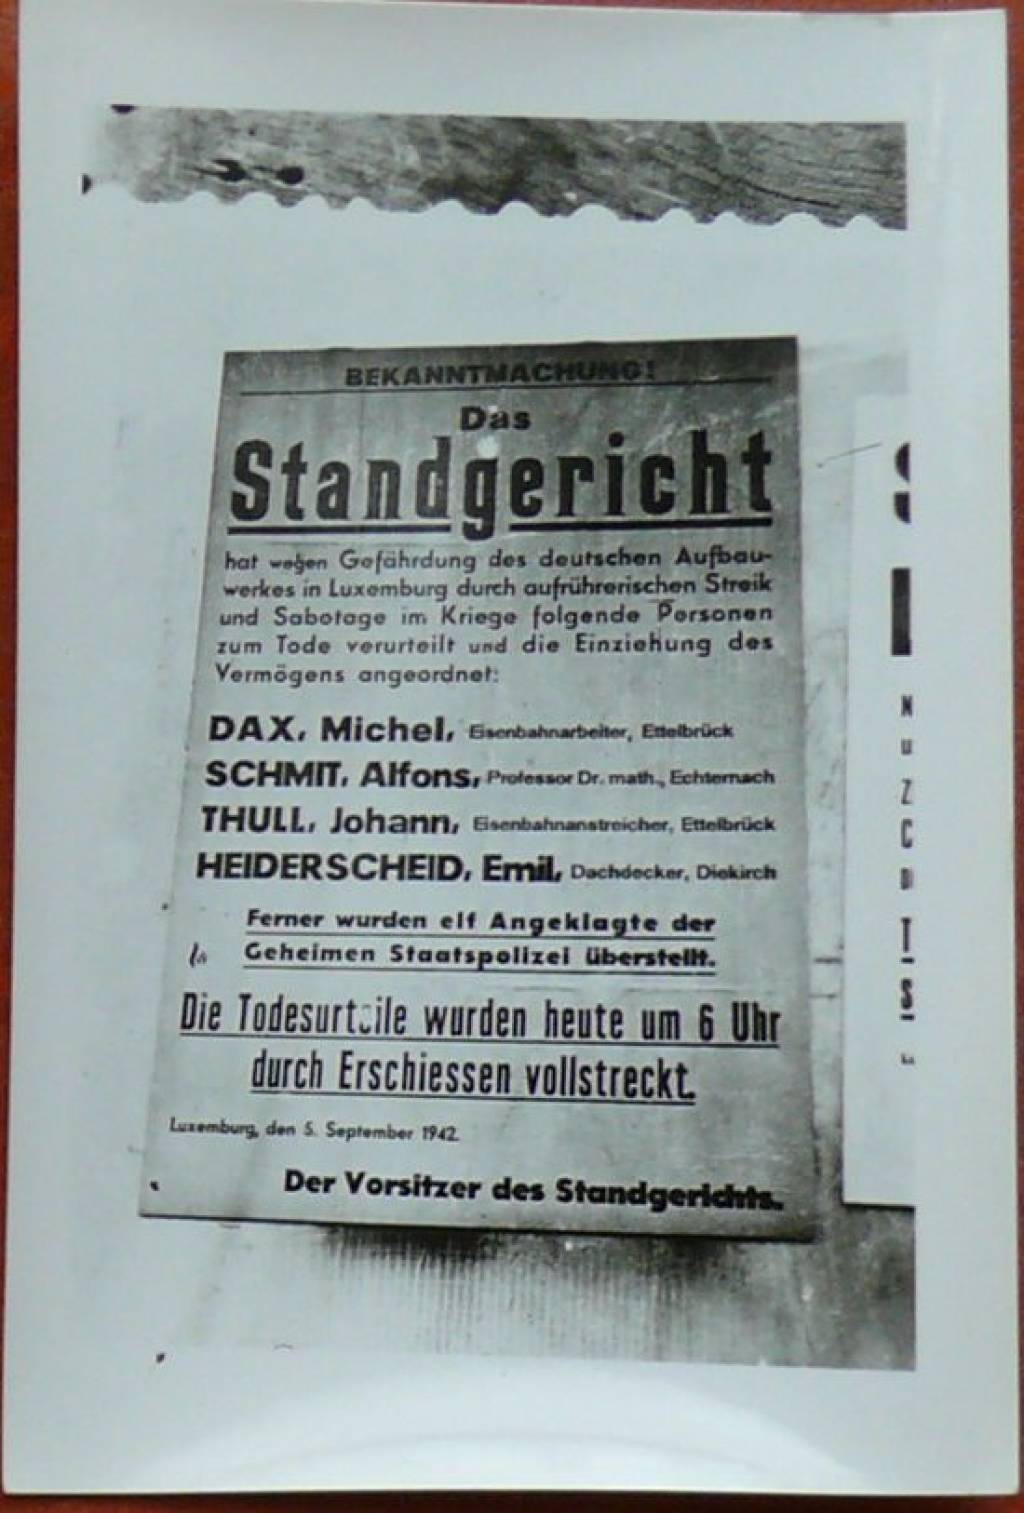 BEKANNTMACHUNG!
Das
Standgericht
hat wegen Gefährdung des deutschen Aufbau-
werkes in Luxemburg durch aufrührerischen Streik
und Sabotage im Kriege folgende Personen
zum Tode verurteilt und die Einziehung des
Vermögens angeordnet:
DAX, Michel, Eisenbahnarbeiter, Ettelbrück
SCHMIT, Alfons, Professor Dr. math., Echternach
THULL, Johann, Eisenbahnanstreicher, Ettelbrück
HEIDERSCHEID, Emil, Dachdecker, Diekirch
Ferner wurden elf Angeklagte der
Geheimen Staatspolizei überstellt.
Die Todesurteile wurden heute um 6 Uhr
durch Erschiessen vollstreckt.
Luxemburg, den 5. September 1942.
Der Vorsitzer des Standgerichts.